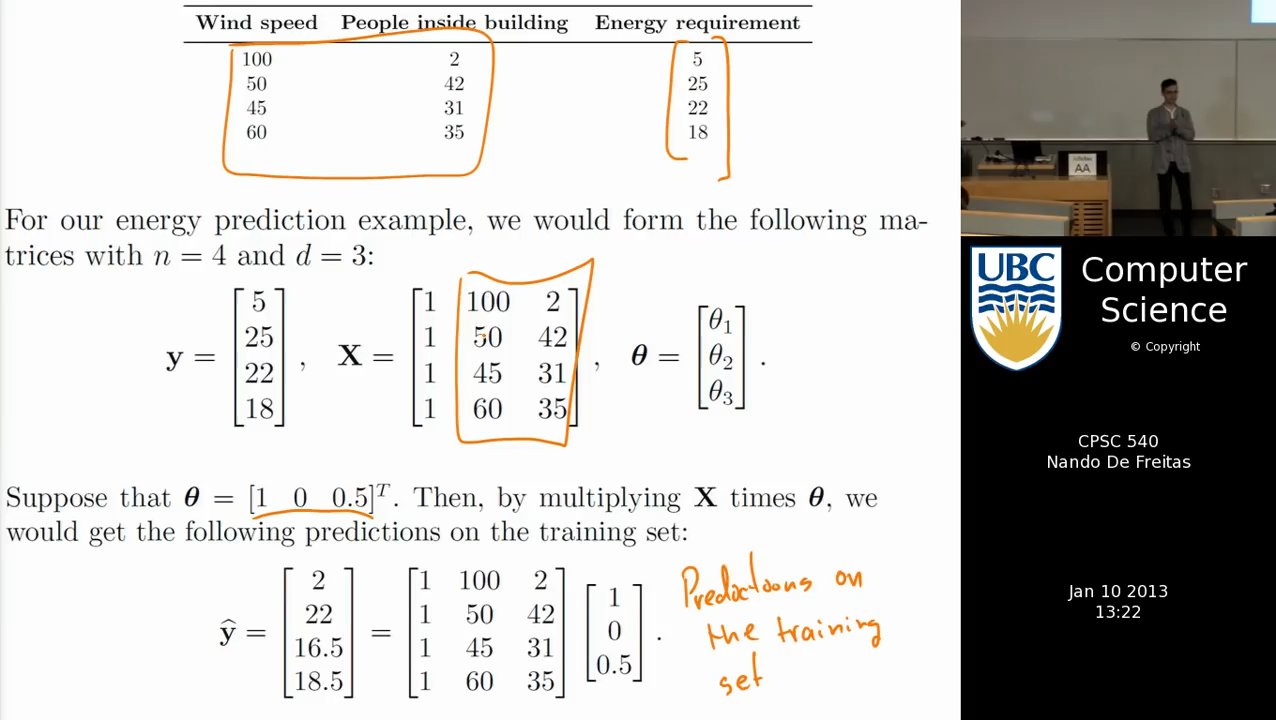 Wind speed People inside building Energy requirement
100 2 5
50 42 25
45 31 22
60 35 18
For our energy prediction example, we would form the following ma-
trices with n = 4 and d = 3:
y = [5 25 22 18], X = [1 100 2
1 50 42
1 45 31
1 60 35], θ = [θ1 θ2 θ3].
Suppose that θ = [1 0 0.5]^T. Then, by multiplying X times θ, we
would get the following predictions on the training set:
ŷ = [2 22 16.5 18.5] = [1 100 2
1 50 42
1 45 31
1 60 35] [1 0 0.5].
Predictions on
the training
set
AA
UBC
Computer
Science
© Copyright
CPSC 540
Nando De Freitas
Jan 10 2013
13:22